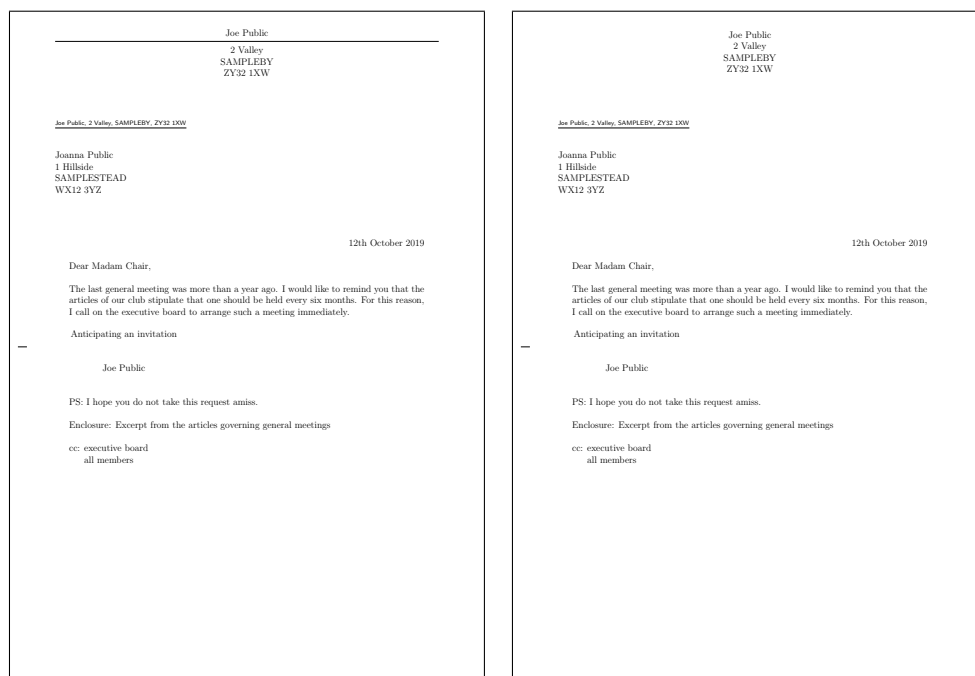 Joe Public
2 Valley
SAMPLEBY
ZY32 1XW
Joe Public, 2 Valley, SAMPLEBY, ZY32 1XW
Joanna Public
1 Hillside
SAMPLESTEAD
WX12 3YZ
12th October 2019
Dear Madam Chair,
The last general meeting was more than a year ago. I would like to remind you that the
articles of our club stipulate that one should be held every six months. For this reason,
I call on the executive board to arrange such a meeting immediately.
Anticipating an invitation
Joe Public
PS: I hope you do not take this request amiss.
Enclosure: Excerpt from the articles governing general meetings
cc: executive board
all members
Joe Public
2 Valley
SAMPLEBY
ZY32 1XW
Joe Public, 2 Valley, SAMPLEBY, ZY32 1XW
Joanna Public
1 Hillside
SAMPLESTEAD
WX12 3YZ
12th October 2019
Dear Madam Chair,
The last general meeting was more than a year ago. I would like to remind you that the
articles of our club stipulate that one should be held every six months. For this reason,
I call on the executive board to arrange such a meeting immediately.
Anticipating an invitation
Joe Public
PS: I hope you do not take this request amiss.
Enclosure: Excerpt from the articles governing general meetings
cc: executive board
all members